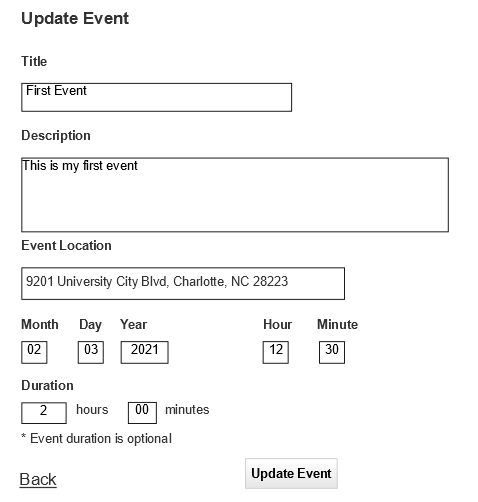 Update Event
Title
First Event
Description
This is my first event
Event Location
9201 University City Blvd, Charlotte, NC 28223
Month Day Year Hour Minute
02 03 2021 12 30
Duration
2 hours 00 minutes
* Event duration is optional
Back Update Event